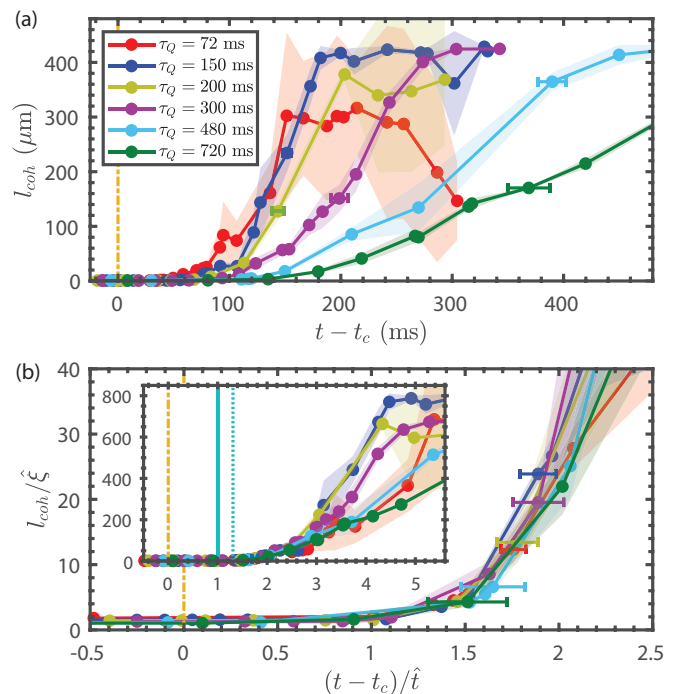 (a)
τ_Q = 72 ms
τ_Q = 150 ms
τ_Q = 200 ms
τ_Q = 300 ms
τ_Q = 480 ms
τ_Q = 720 ms
l_coh (μm)
400
300
200
100
0
0 100 200 300 400
t − t_c (ms)
(b)
l_coh/ξ̂
40
30
20
10
0
800
600
400
200
0
0 1 2 3 4 5
-0.5 0 0.5 1 1.5 2 2.5
(t − t_c)/t̂